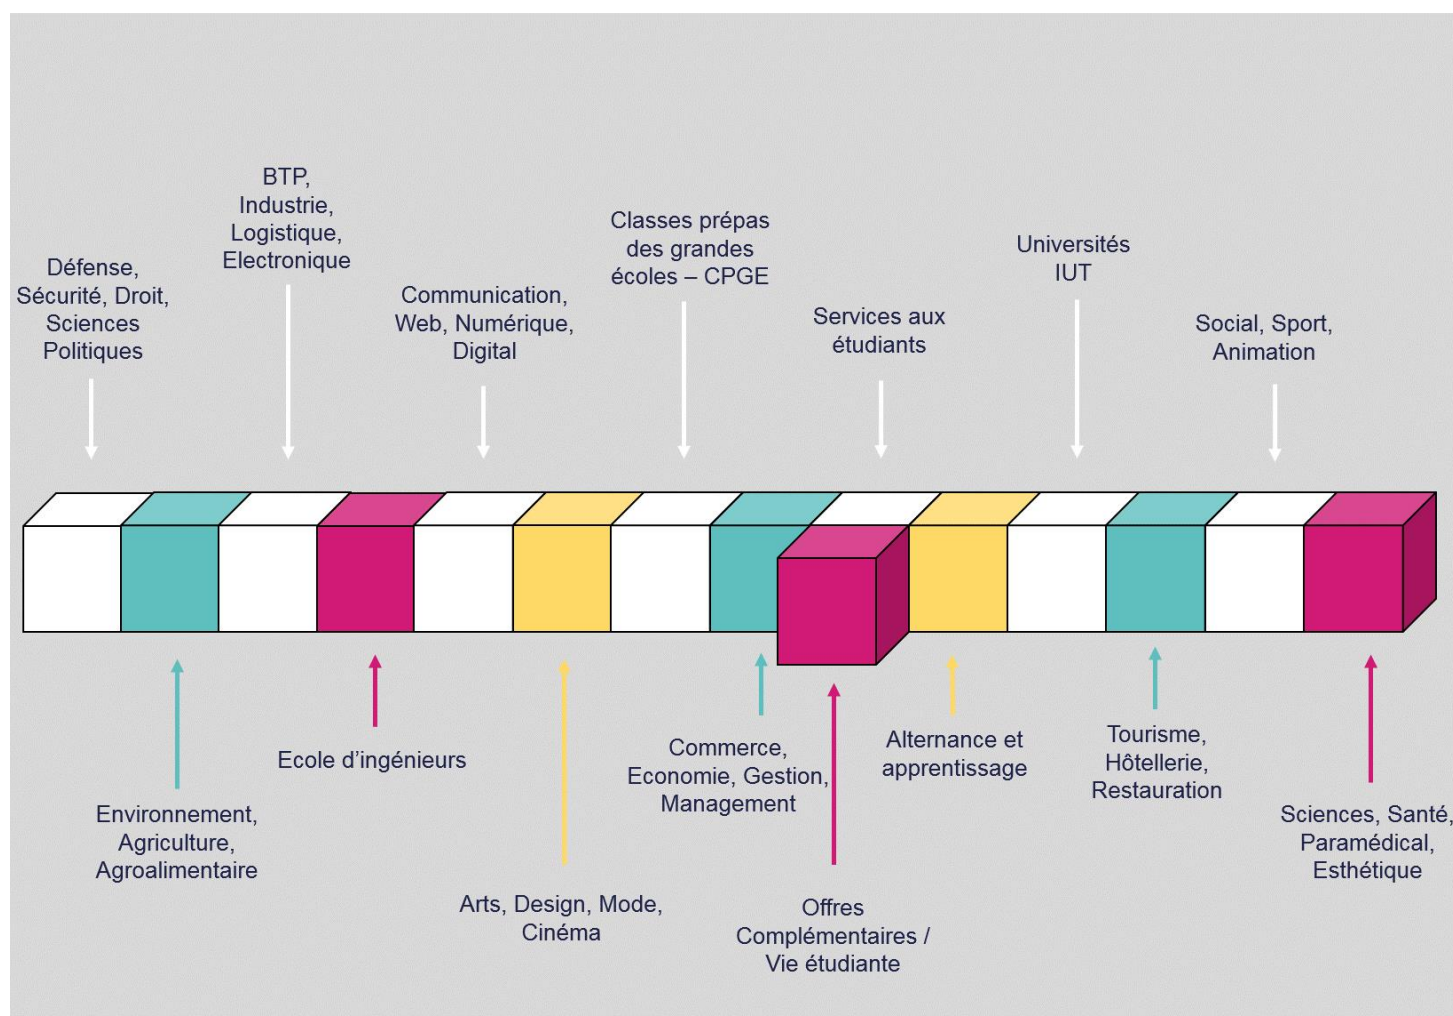 Défense,
Sécurité, Droit,
Sciences
Politiques
BTP,
Industrie,
Logistique,
Electronique
Communication,
Web, Numérique,
Digital
Classes prépas
des grandes
écoles – CPGE
Services aux
étudiants
Universités
IUT
Social, Sport,
Animation
Environnement,
Agriculture,
Agroalimentaire
Ecole d’ingénieurs
Arts, Design, Mode,
Cinéma
Commerce,
Economie, Gestion,
Management
Offres
Complémentaires /
Vie étudiante
Alternance et
apprentissage
Tourisme,
Hôtellerie,
Restauration
Sciences, Santé,
Paramédical,
Esthétique